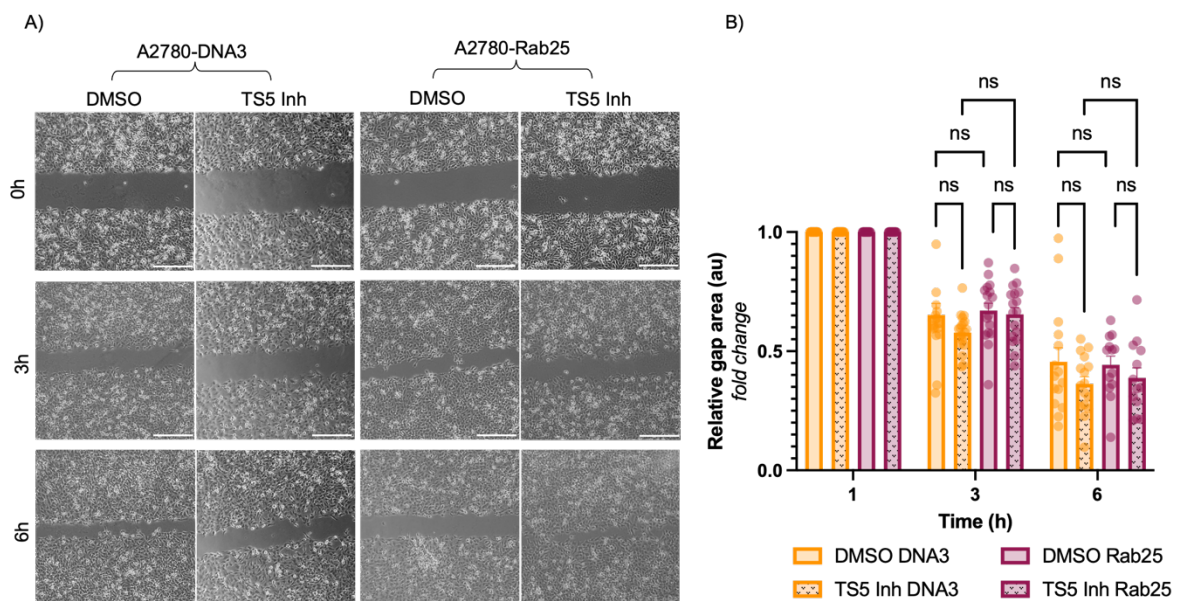 A)
A2780-DNA3
A2780-Rab25
DMSO
TS5 Inh
DMSO
TS5 Inh
0h
3h
6h
B)
ns
ns
ns
ns
ns
ns
ns
ns
Relative gap area (au)
fold change
1.0
0.5
0.0
1
3
6
Time (h)
DMSO DNA3
DMSO Rab25
TS5 Inh DNA3
TS5 Inh Rab25